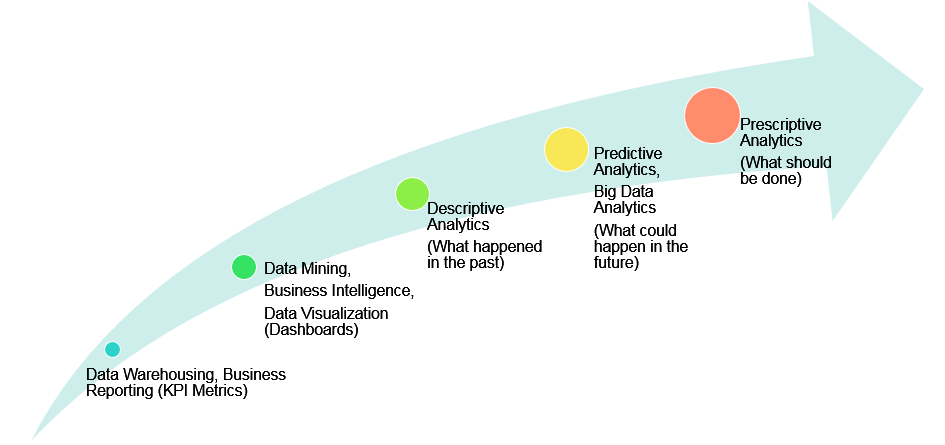 Data Warehousing, Business
Reporting (KPI Metrics)
Data Mining,
Business Intelligence,
Data Visualization
(Dashboards)
Descriptive
Analytics
(What happened
in the past)
Predictive
Analytics,
Big Data
Analytics
(What could
happen in the
future)
Prescriptive
Analytics
(What should
be done)